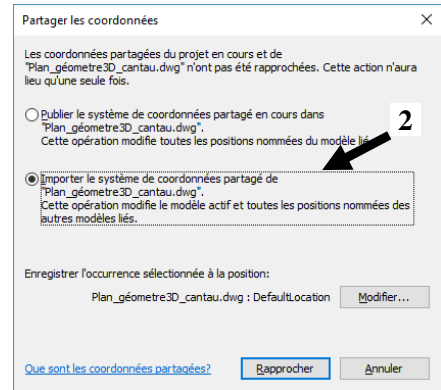 Partager les coordonnées
Les coordonnées partagées du projet en cours et de
"Plan_géometre3D_cantau.dwg" n'ont pas été rapprochées. Cette action n'aura
lieu qu'une seule fois.
Publier le système de coordonnées partagé en cours dans
"Plan_géometre3D_cantau.dwg".
Cette opération modifie toutes les positions nommées du modèle lié.
2
Importer le système de coordonnées partagé de
"Plan_géometre3D_cantau.dwg".
Cette opération modifie le modèle actif et toutes les positions nommées des
autres modèles liés.
Enregistrer l'occurrence sélectionnée à la position:
Plan_géometre3D_cantau.dwg : DefaultLocation
Modifier...
Que sont les coordonnées partagées?
Rapprocher
Annuler